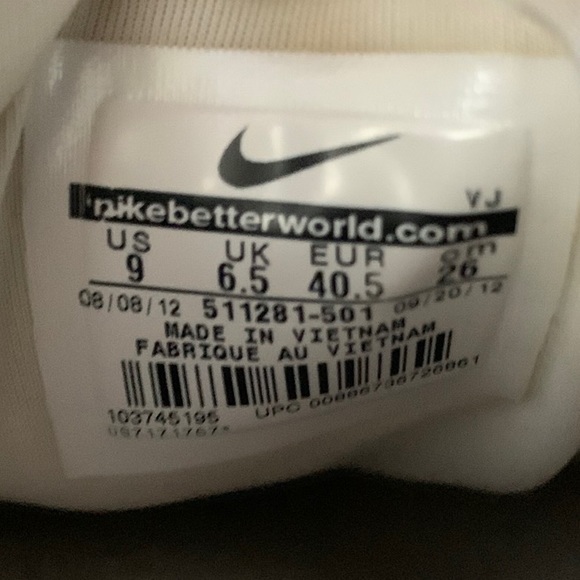 VJ
nikebetterworld.com
US UK EUR cm
9 6.5 40.5 26
08/08/12 511281-501 09/20/12
MADE IN VIETNAM
FABRIQUE AU VIETNAM
103745195 UPC